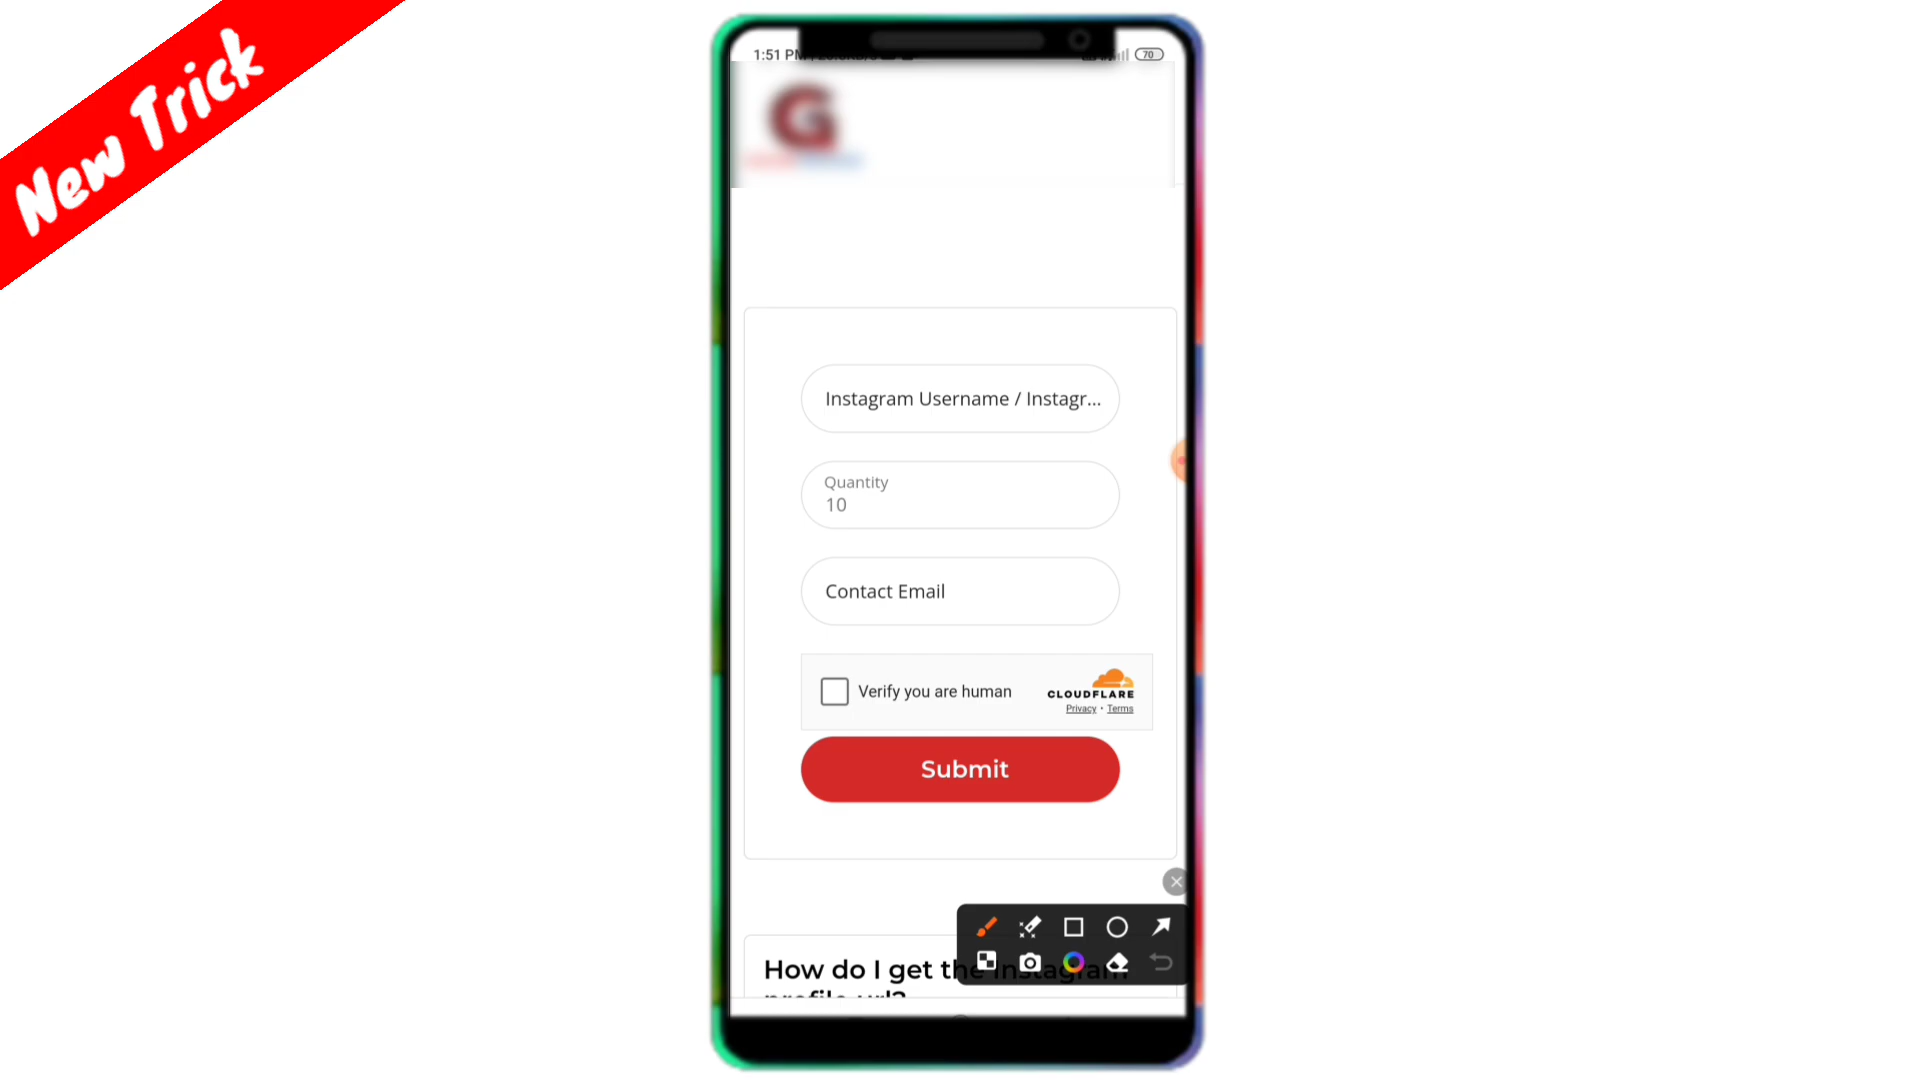 New Trick
1:51 PM
70
G
Instagram Username / Instagr...
Quantity
10
Contact Email
Verify you are human
CLOUDFLARE
Privacy • Terms
Submit
How do I get the Instagram
profile url?